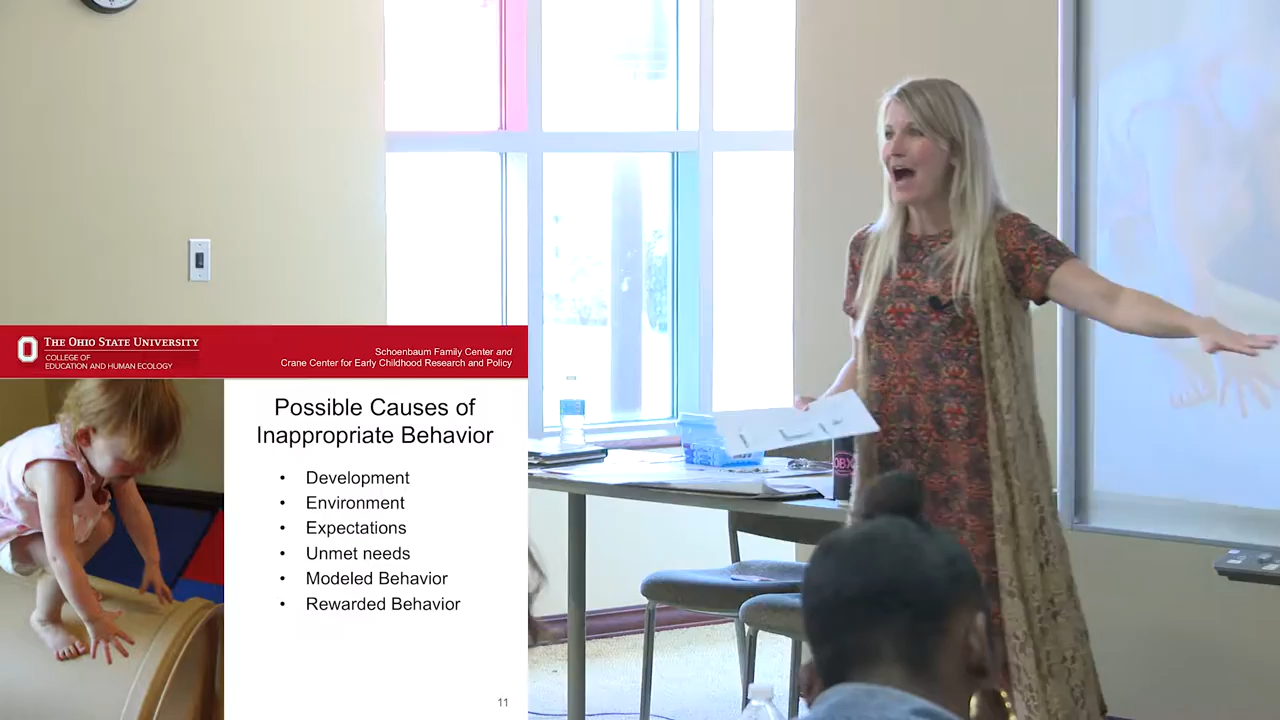 THE OHIO STATE UNIVERSITY
COLLEGE OF
EDUCATION AND HUMAN ECOLOGY
Schoenbaum Family Center and
Crane Center for Early Childhood Research and Policy
Possible Causes of
Inappropriate Behavior
• Development
• Environment
• Expectations
• Unmet needs
• Modeled Behavior
• Rewarded Behavior
11
OBX